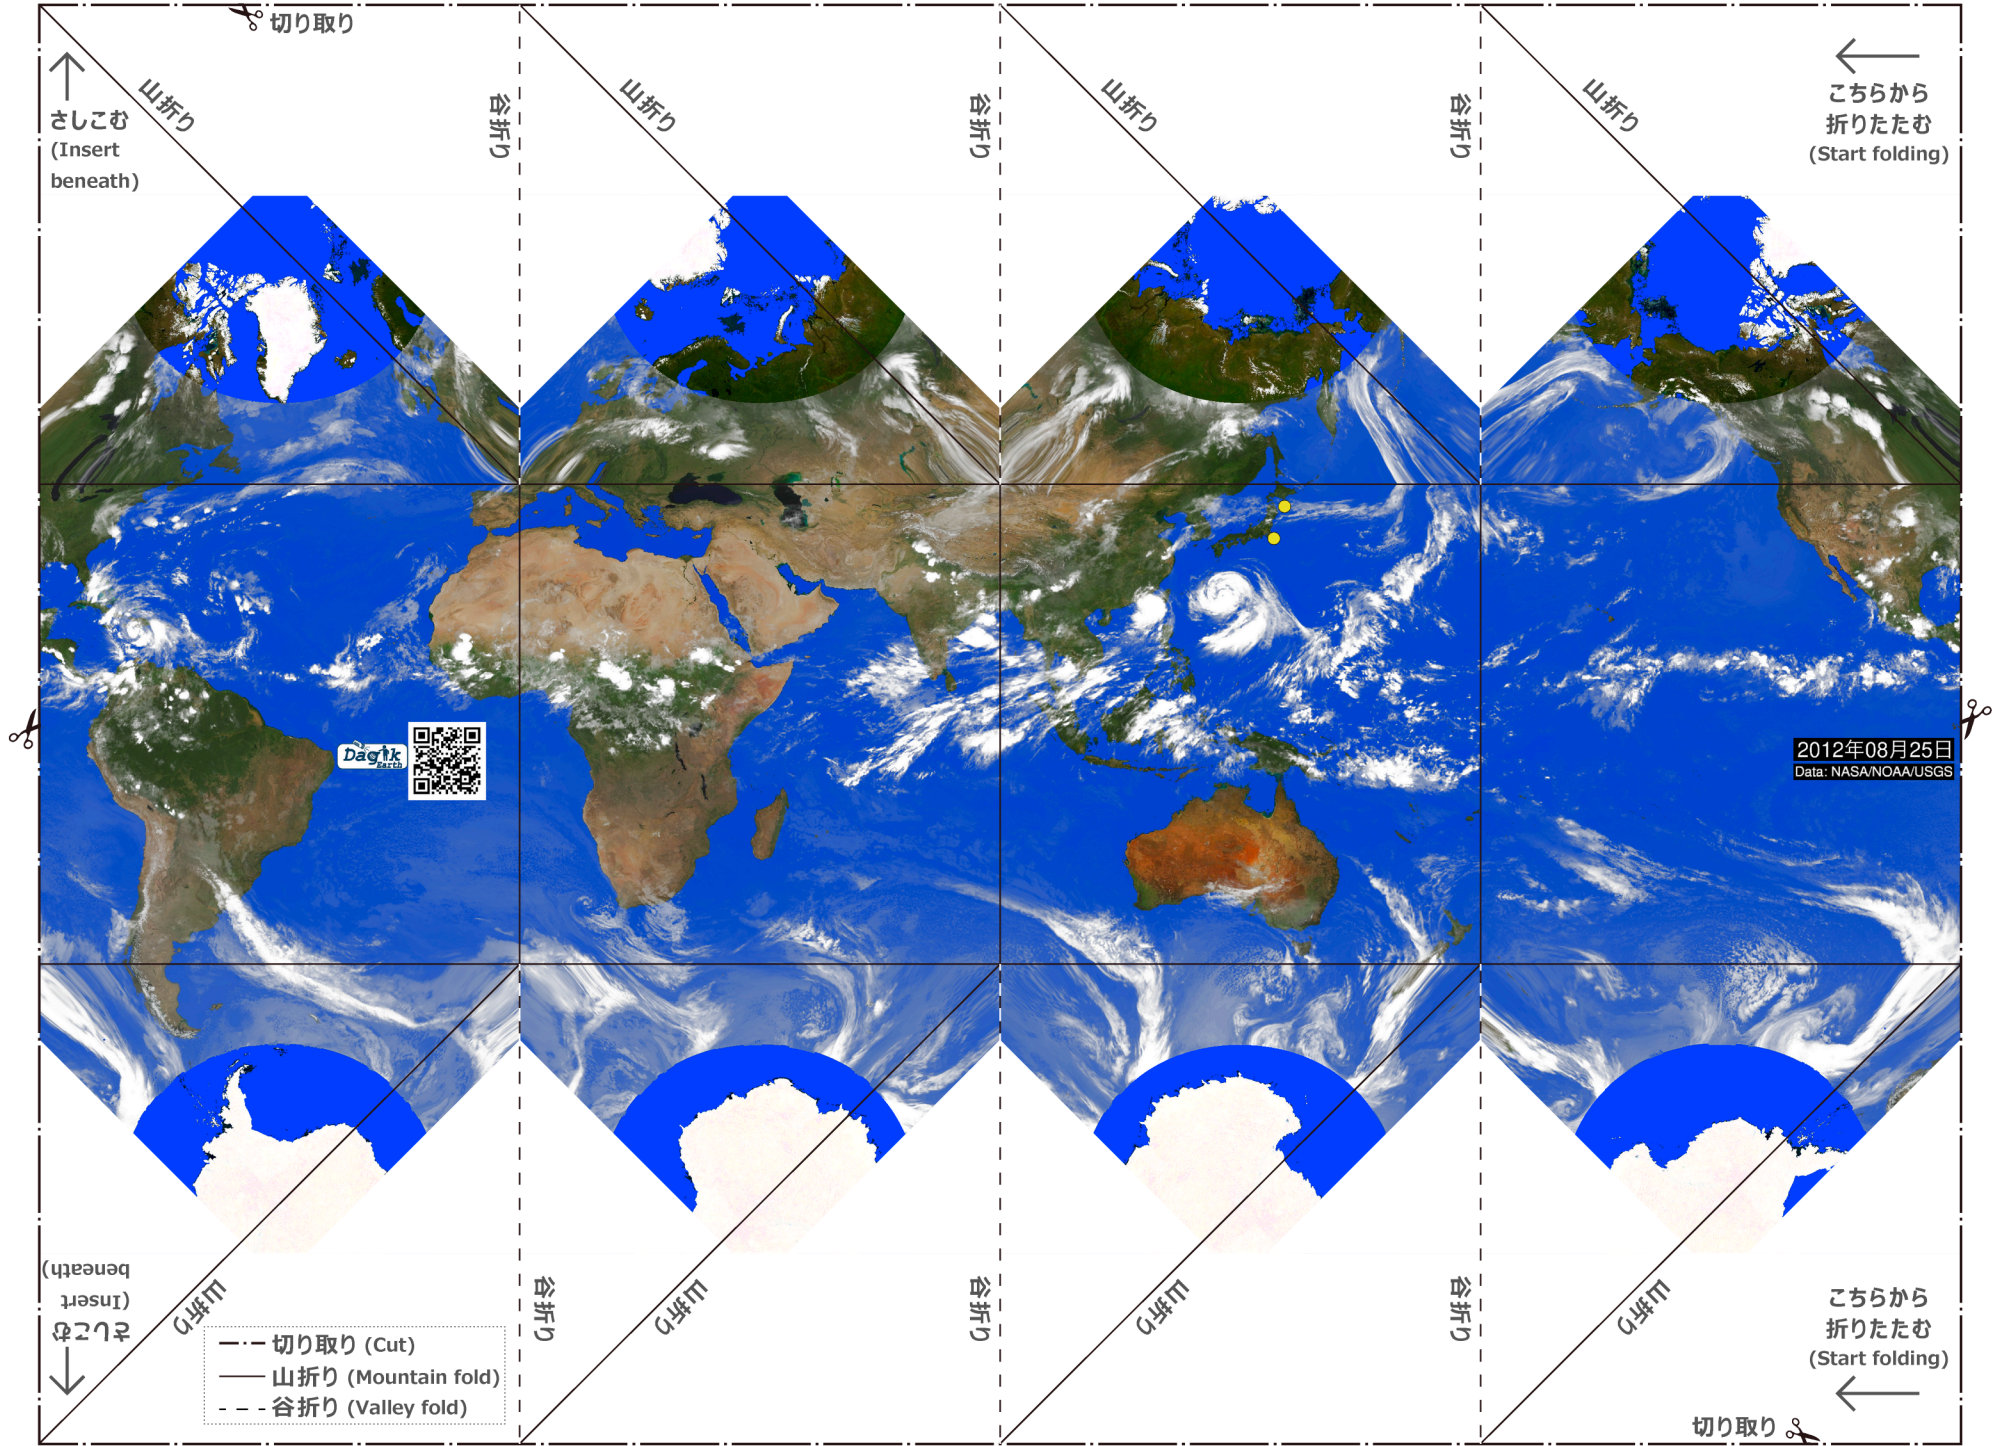 切り取り
山折り
谷折り
山折り
谷折り
山折り
谷折り
山折り
さしこむ
(Insert
beneath)
こちらから
折りたたむ
(Start folding)
Dagik
Earth
2012年08月25日
Data: NASA/NOAA/USGS
さしこむ
(Insert
beneath)
山折り
谷折り
山折り
谷折り
山折り
谷折り
山折り
こちらから
折りたたむ
(Start folding)
切り取り (Cut)
山折り (Mountain fold)
谷折り (Valley fold)
切り取り